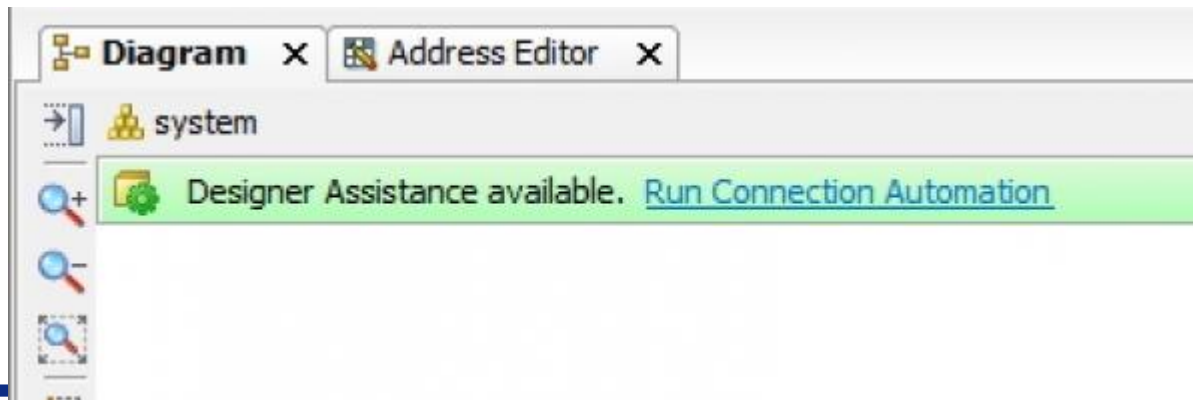 Diagram Address Editor
system
Designer Assistance available. Run Connection Automation